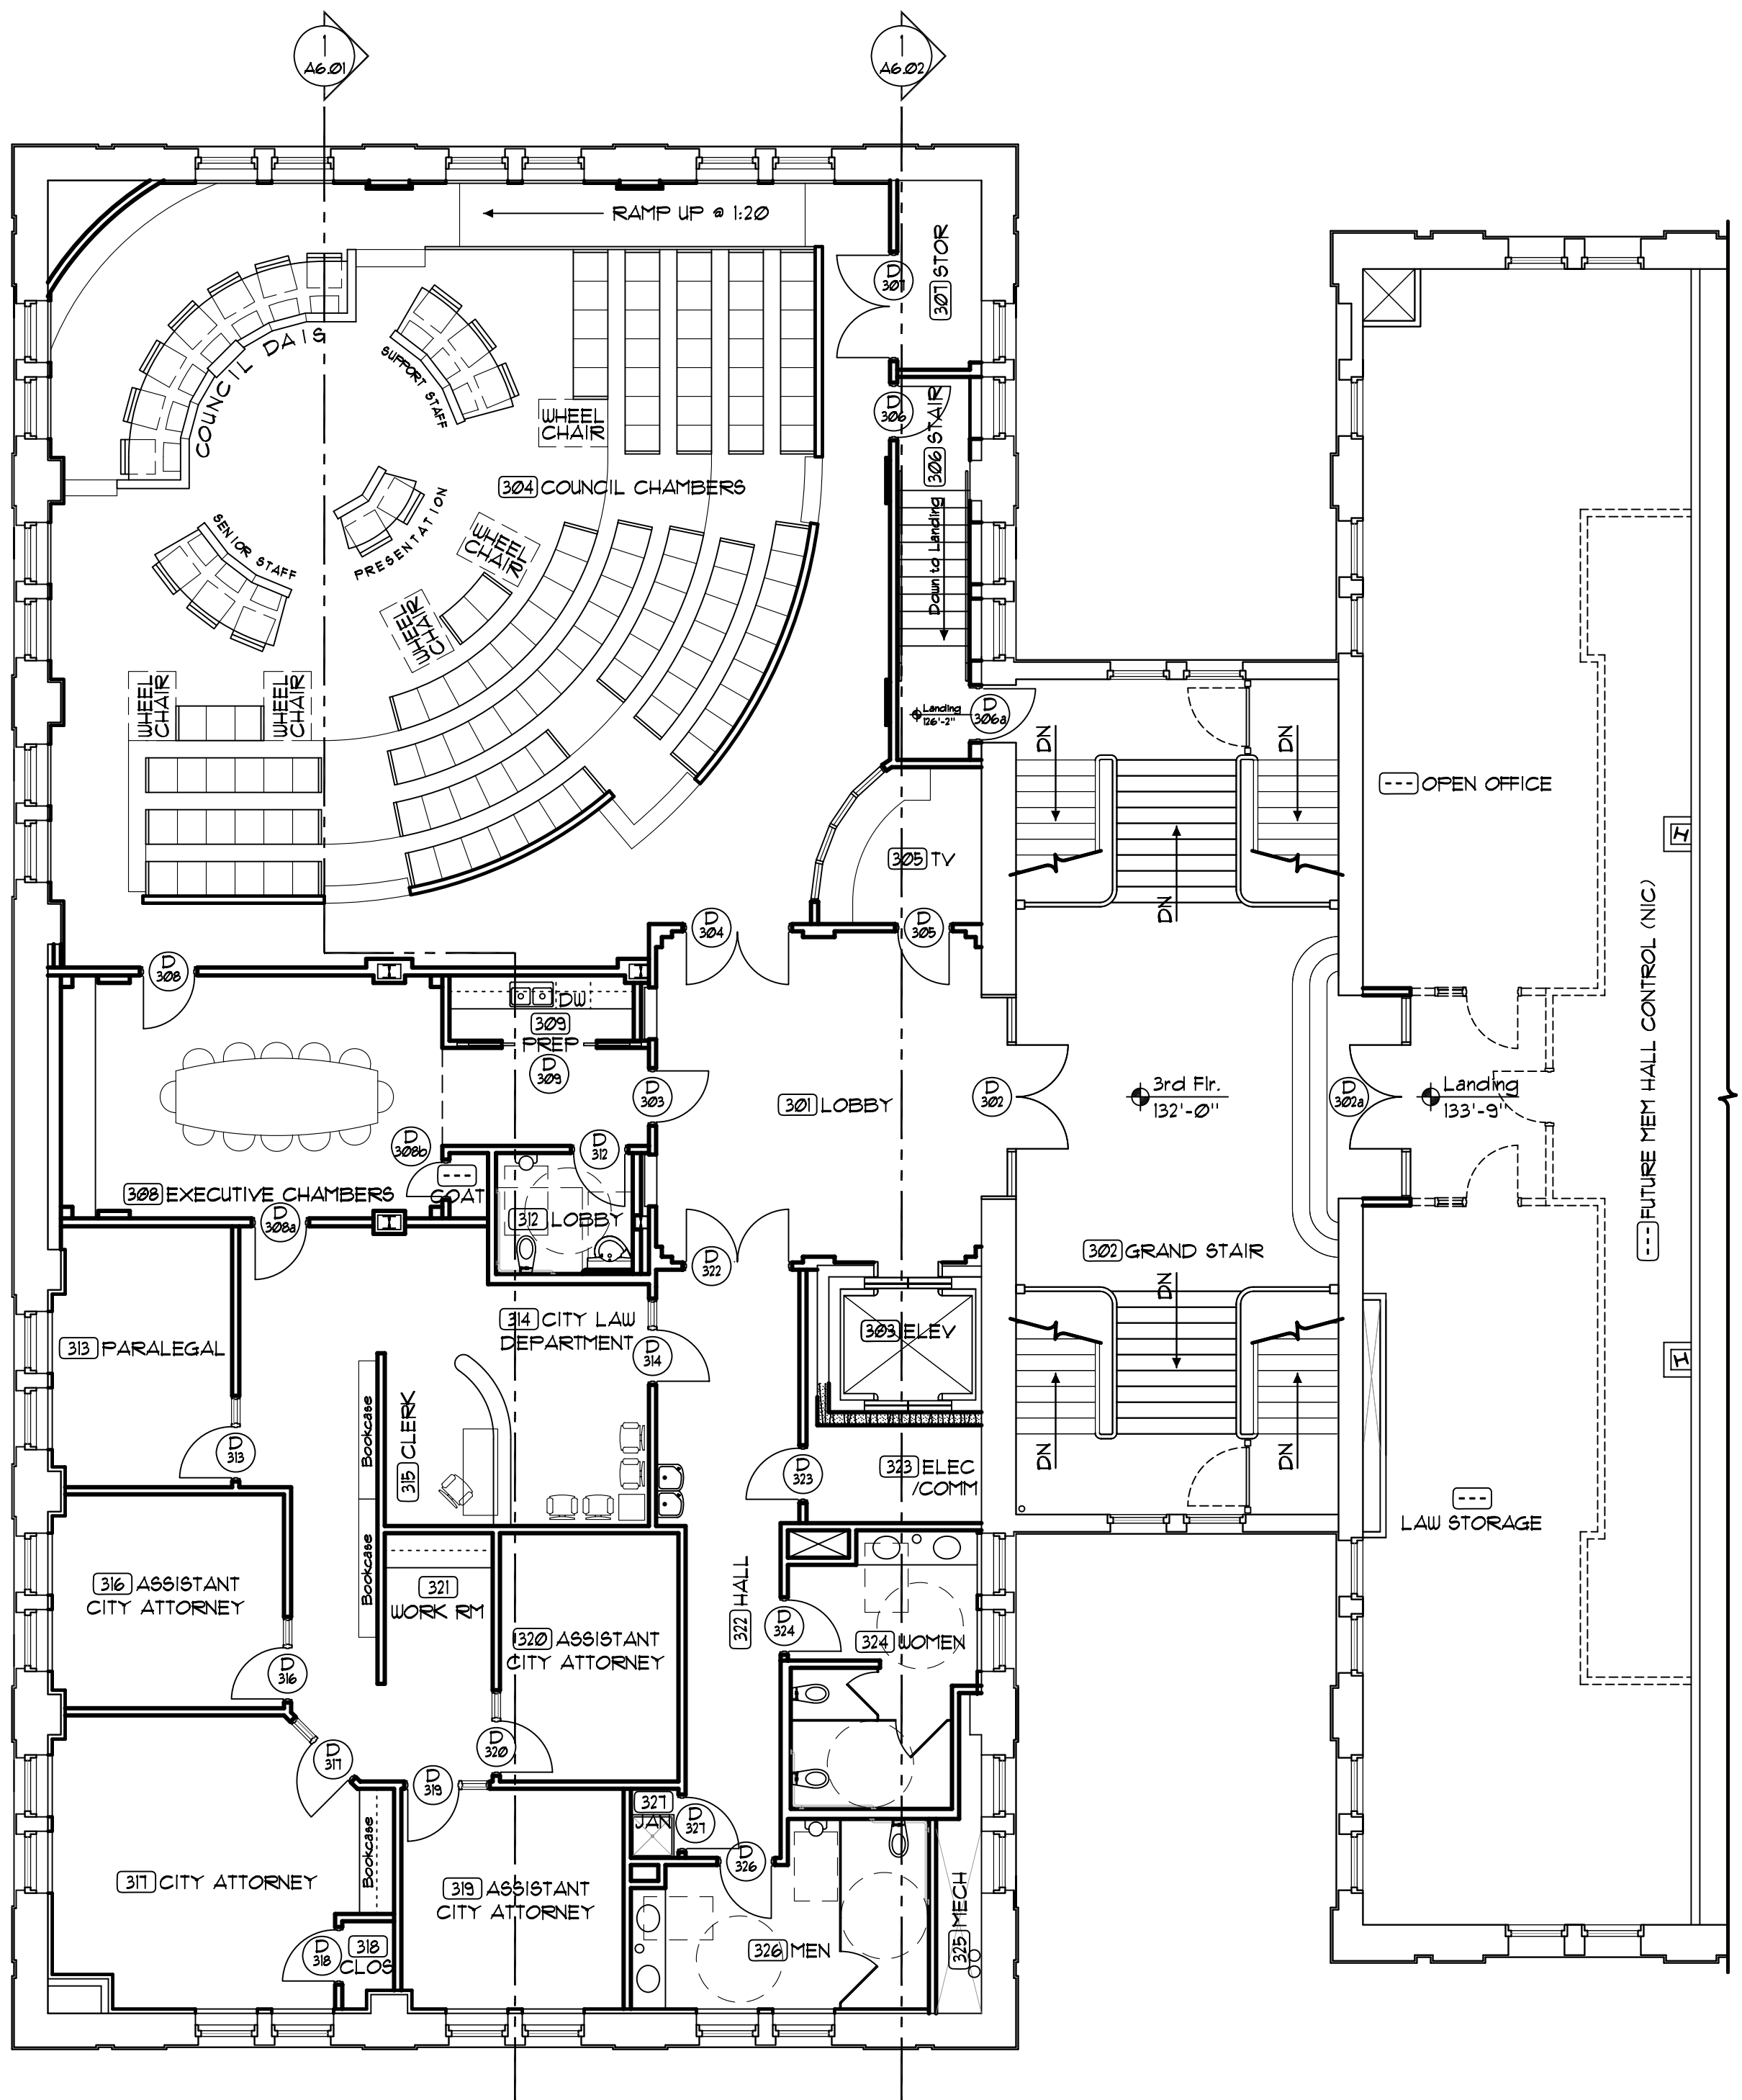 1
A6.01
1
A6.02
RAMP UP @ 1:20
D
307
307 STOR
COUNCIL DAIS
SUPPORT STAFF
WHEEL
CHAIR
D
306
306 STAIR
304 COUNCIL CHAMBERS
Down to Landing
SENIOR STAFF
PRESENTATION
WHEEL
CHAIR
WHEEL
CHAIR
WHEEL
CHAIR
WHEEL
CHAIR
Landing
126'-2"
D
306a
DN
DN
DN
--- OPEN OFFICE
305 TV
D
304
D
305
D
308
DW
309
PREP
D
309
D
303
301 LOBBY
D
302
3rd Flr.
132'-0"
D
302a
Landing
133'-9"
--- FUTURE MEM HALL CONTROL (NIC)
H
H
D
308b
---
COAT
D
312
308 EXECUTIVE CHAMBERS
D
308a
312 LOBBY
D
322
302 GRAND STAIR
DN
DN
DN
314 CITY LAW
DEPARTMENT
D
314
303 ELEV
313 PARALEGAL
Bookcase
315 CLERK
D
313
D
323
323 ELEC
/COMM
---
LAW STORAGE
Bookcase
316 ASSISTANT
CITY ATTORNEY
321
WORK RM
320 ASSISTANT
CITY ATTORNEY
322 HALL
D
324
324 WOMEN
D
316
D
317
D
320
D
319
327
JAN
D
327
D
326
Bookcase
317 CITY ATTORNEY
319 ASSISTANT
CITY ATTORNEY
D
318
318
CLOS
326 MEN
325 MECH